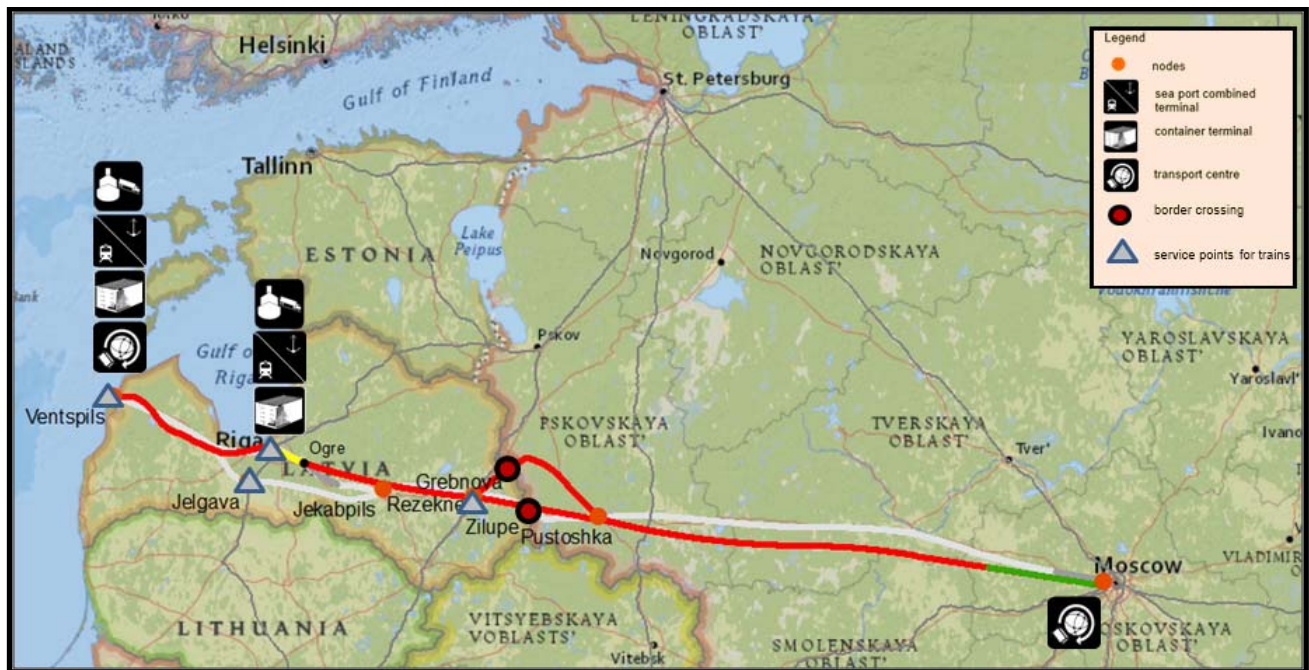 LENINGRADSKAYA
OBLAST'
Helsinki
ALAND
ISLANDS
Gulf of Finland
St. Petersburg
Tallinn
ESTONIA
Lake
Peipus
Novgorod
NOVGORODSKAYA
OBLAST'
Pskov
YAROSLAVSKAYA
OBLAST'
Yaroslavl'
Gulf o
Riga
Ventspils
PSKOVSKAYA
OBLAST'
TVERSKAYA
OBLAST'
Tver'
Ivano
Riga
Ogre
LATVIA
Grebnova
Jelgava
Jekabpils
Rezekne
Zilupe
Pustoshka
Moscow
VLADIMIR
LITHUANIA
VITSYEBSKAYA
VOBLASTS'
Vitebsk
SMOLENSKAYA
OBLAST'
OSKOVSKAYA
OBLAST'
Legend
nodes
sea port combined
terminal
container terminal
transport centre
border crossing
service points for trains